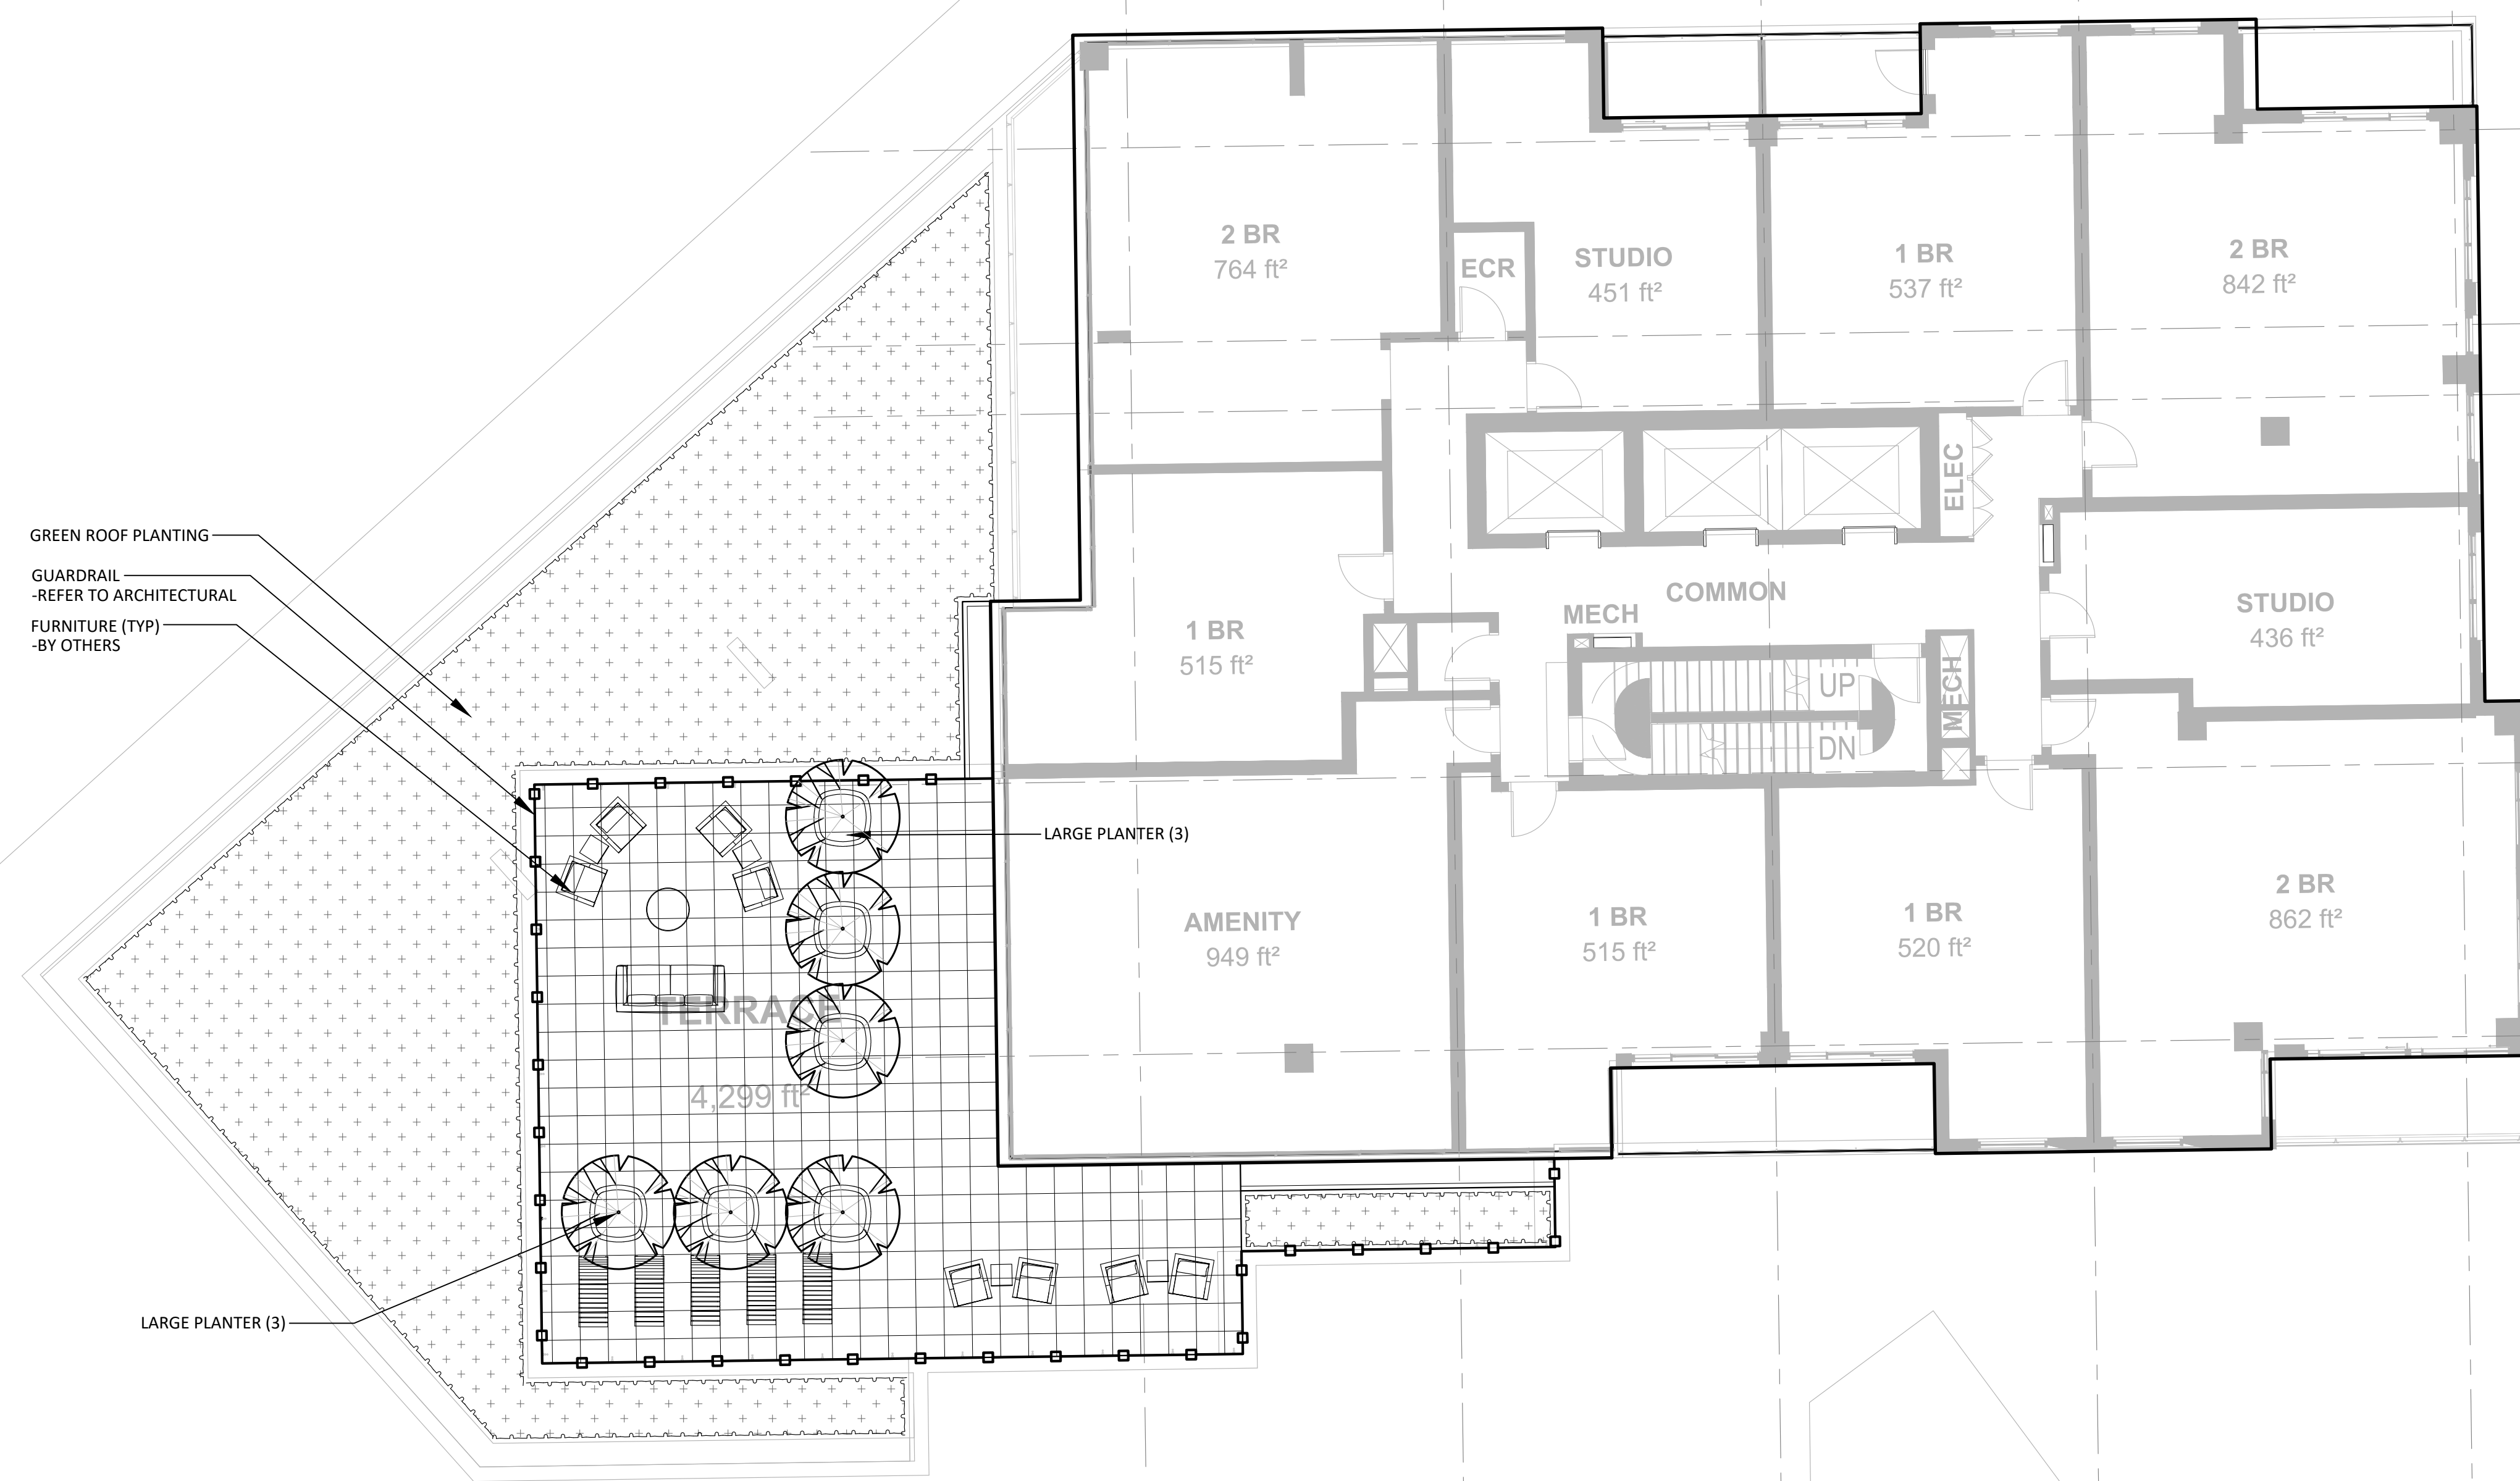 2 BR
764 ft²
ECR
STUDIO
451 ft²
1 BR
537 ft²
2 BR
842 ft²
ELEC
GREEN ROOF PLANTING
GUARDRAIL
-REFER TO ARCHITECTURAL
FURNITURE (TYP)
-BY OTHERS
1 BR
515 ft²
MECH
COMMON
STUDIO
436 ft²
UP
MECH
DN
LARGE PLANTER (3)
AMENITY
949 ft²
1 BR
515 ft²
1 BR
520 ft²
2 BR
862 ft²
TERRACE
4,299 ft²
LARGE PLANTER (3)